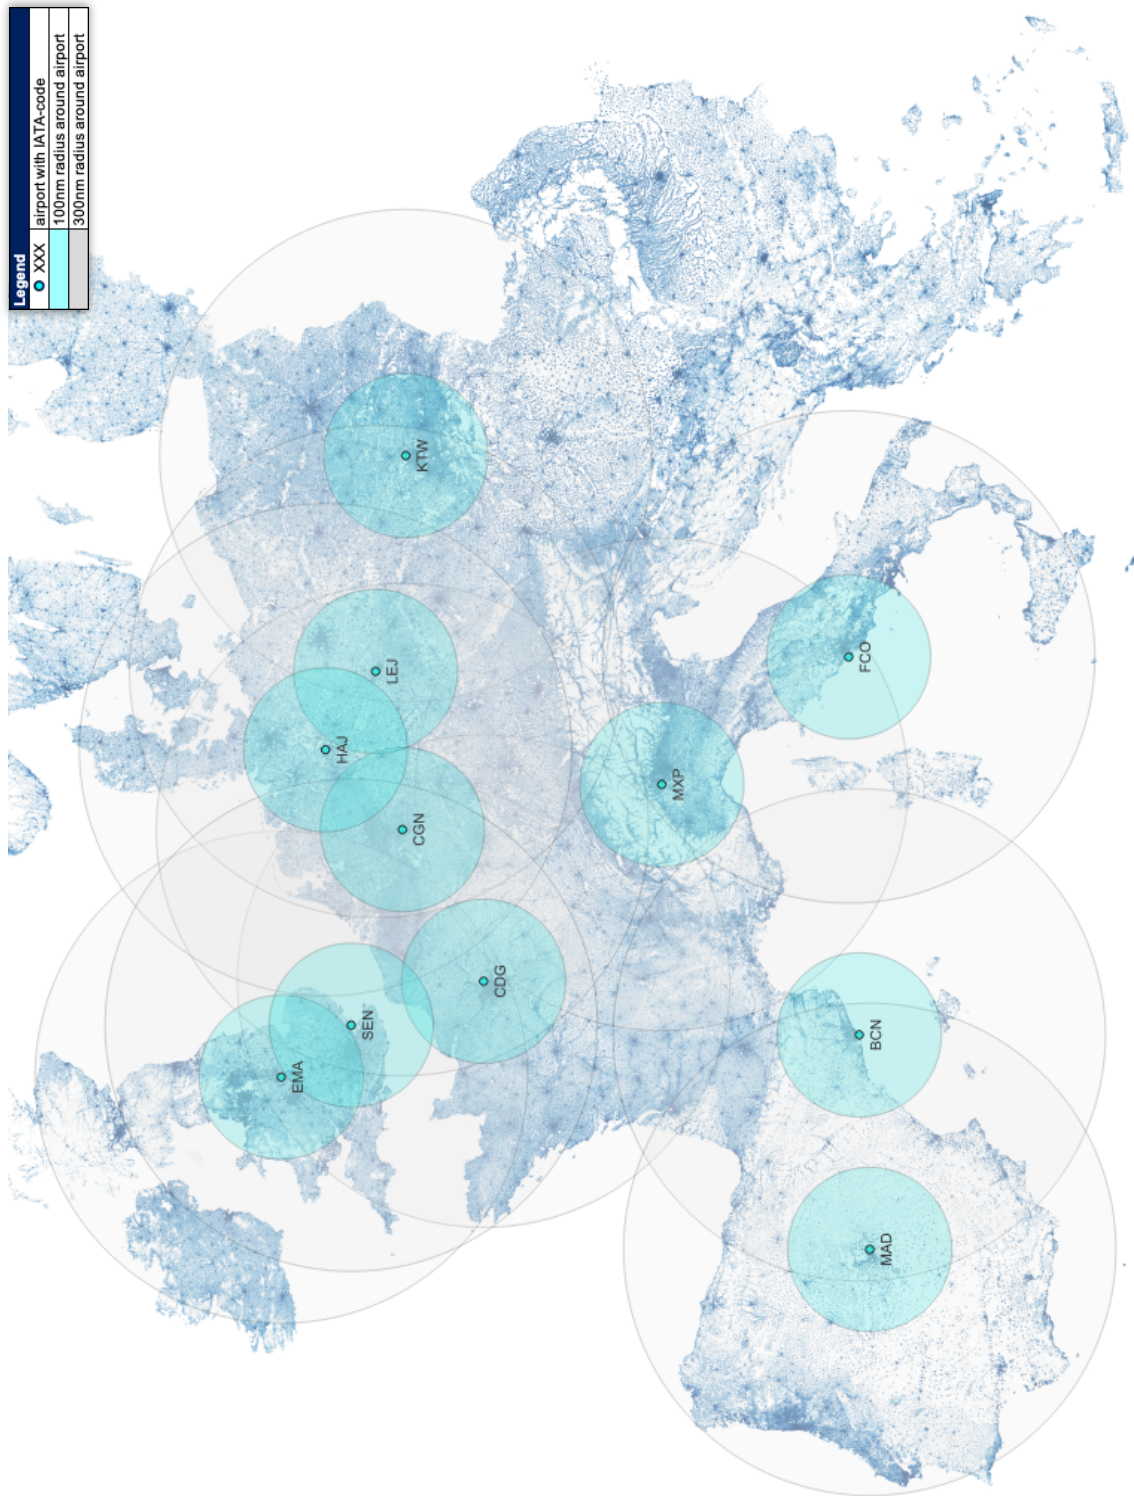 Legend
XXX airport with IATA-code
100nm radius around airport
300nm radius around airport
KTW
LEJ
HAJ
CGN
FCO
MXP
CDG
SEN
EMA
BCN
MAD